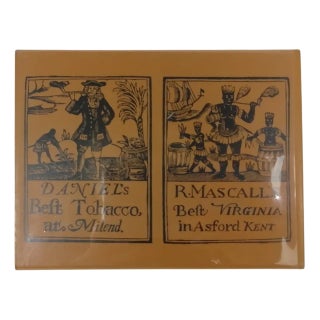 DANIEL's
Best Tobacco
at Milend.
R. MASCALL's
Best VIRGINIA
in Asford KENT